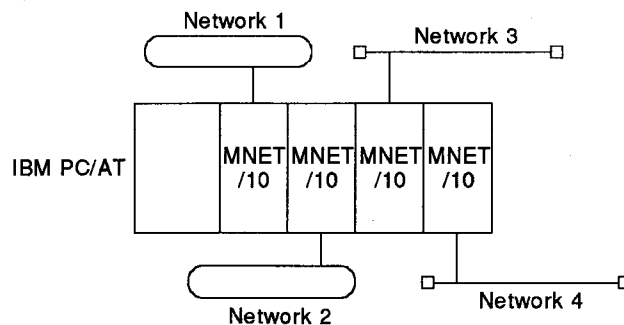 Network 1
Network 3
IBM PC/AT
MNET
/10
MNET
/10
MNET
/10
MNET
/10
Network 2
Network 4